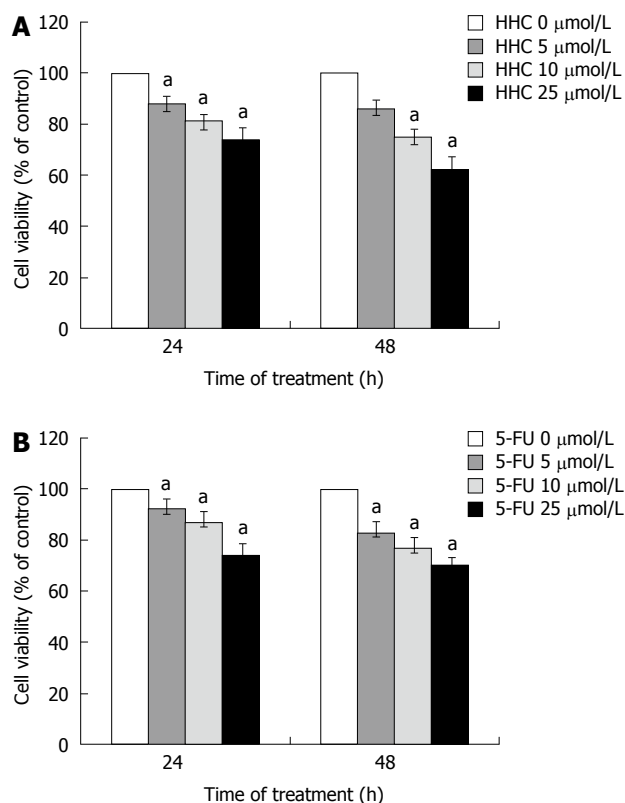 A
Cell viability (% of control)
120
100
80
60
40
20
0
a
a
a
a
a
24
48
Time of treatment (h)
HHC 0 μmol/L
HHC 5 μmol/L
HHC 10 μmol/L
HHC 25 μmol/L
B
Cell viability (% of control)
120
100
80
60
40
20
0
a
a
a
a
a
a
24
48
Time of treatment (h)
5-FU 0 μmol/L
5-FU 5 μmol/L
5-FU 10 μmol/L
5-FU 25 μmol/L